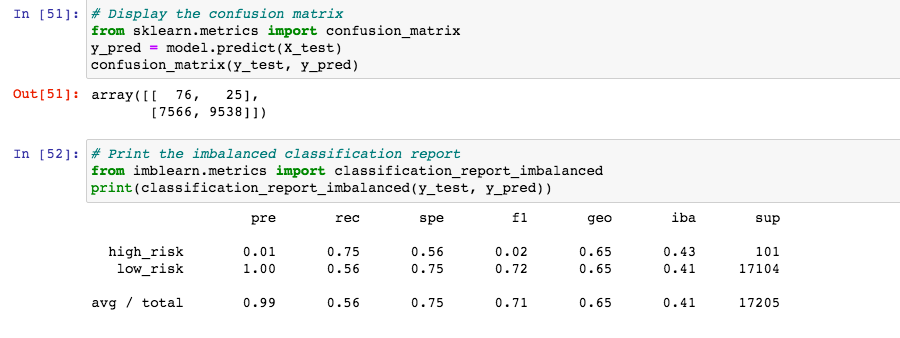 In [51]: # Display the confusion matrix
from sklearn.metrics import confusion_matrix
y_pred = model.predict(X_test)
confusion_matrix(y_test, y_pred)
Out[51]: array([[  76,   25],
[7566, 9538]])
In [52]: # Print the imbalanced classification report
from imblearn.metrics import classification_report_imbalanced
print(classification_report_imbalanced(y_test, y_pred))
pre rec spe f1 geo iba sup
high_risk 0.01 0.75 0.56 0.02 0.65 0.43 101
low_risk 1.00 0.56 0.75 0.72 0.65 0.41 17104
avg / total 0.99 0.56 0.75 0.71 0.65 0.41 17205